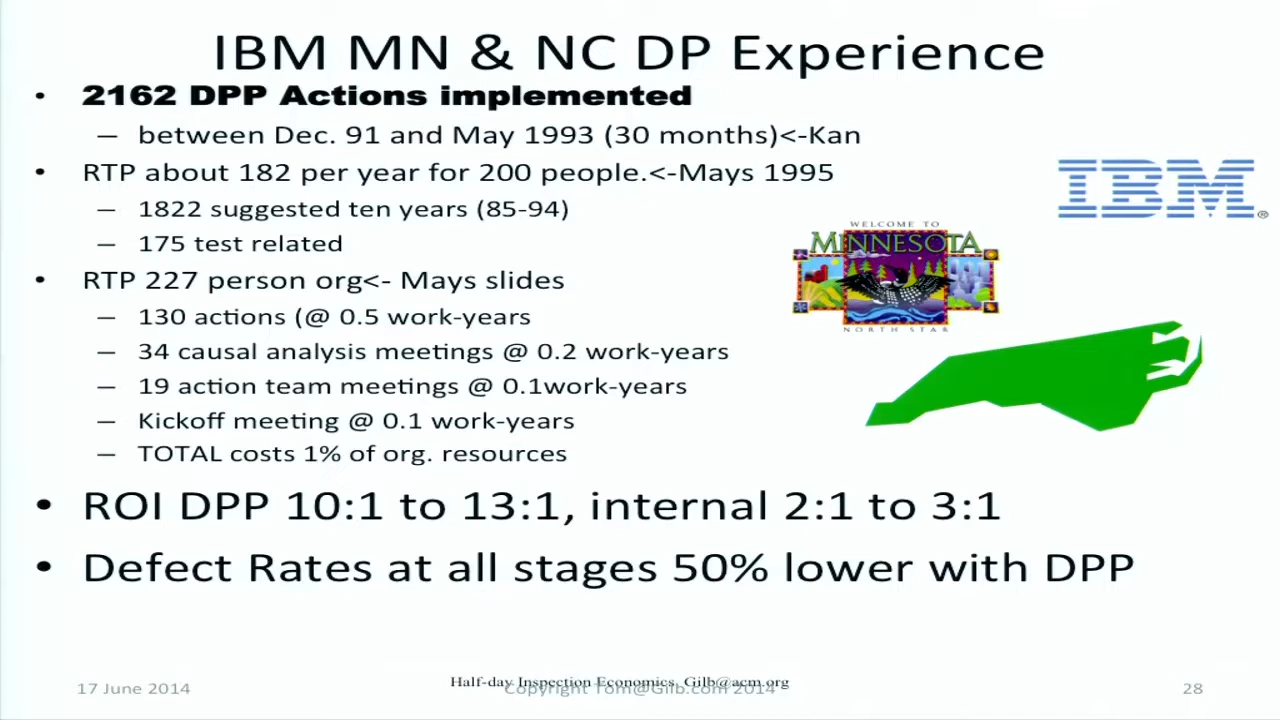 IBM MN & NC DP Experience
• 2162 DPP Actions implemented
– between Dec. 91 and May 1993 (30 months)<-Kan
• RTP about 182 per year for 200 people.<-Mays 1995
– 1822 suggested ten years (85-94)
– 175 test related
• RTP 227 person org<- Mays slides
– 130 actions (@ 0.5 work-years
– 34 causal analysis meetings @ 0.2 work-years
– 19 action team meetings @ 0.1work-years
– Kickoff meeting @ 0.1 work-years
– TOTAL costs 1% of org. resources
• ROI DPP 10:1 to 13:1, internal 2:1 to 3:1
• Defect Rates at all stages 50% lower with DPP
IBM®
WELCOME TO
MINNESOTA
NORTH STAR
17 June 2014
Half-day Inspection Economics. Gilb@acm.org
Copyright Tom@Gilb.com 2014
28